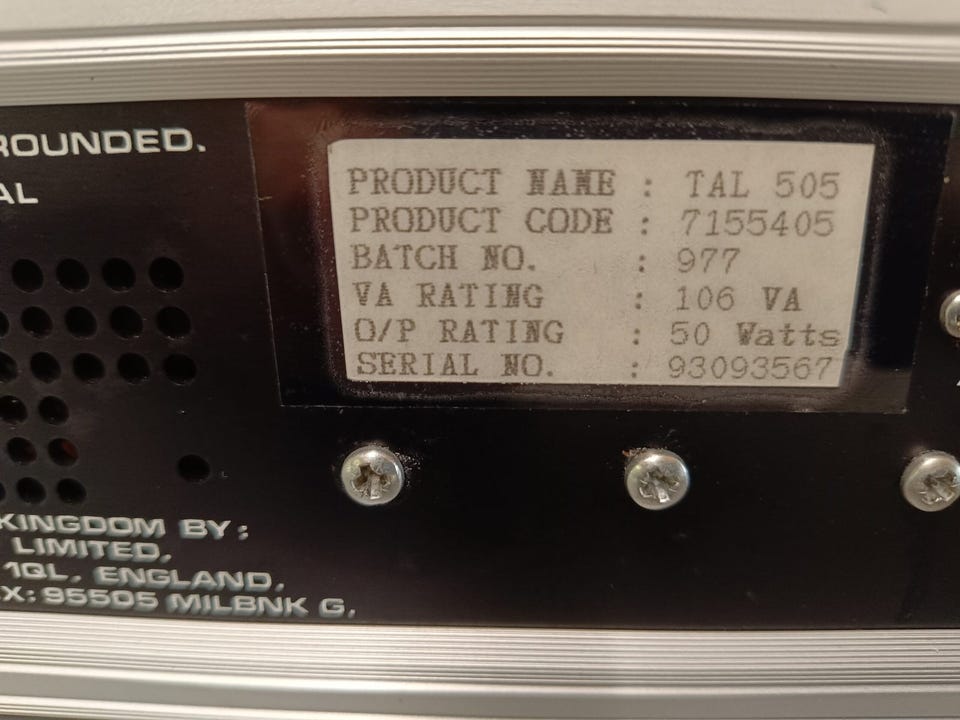 ROUNDED.
AL
PRODUCT NAME : TAL 505
PRODUCT CODE : 7155405
BATCH NO. : 977
VA RATING : 106 VA
O/P RATING : 50 Watts
SERIAL NO. : 93093567
KINGDOM BY:
LIMITED,
1QL, ENGLAND,
X: 95505 MILBNK G,